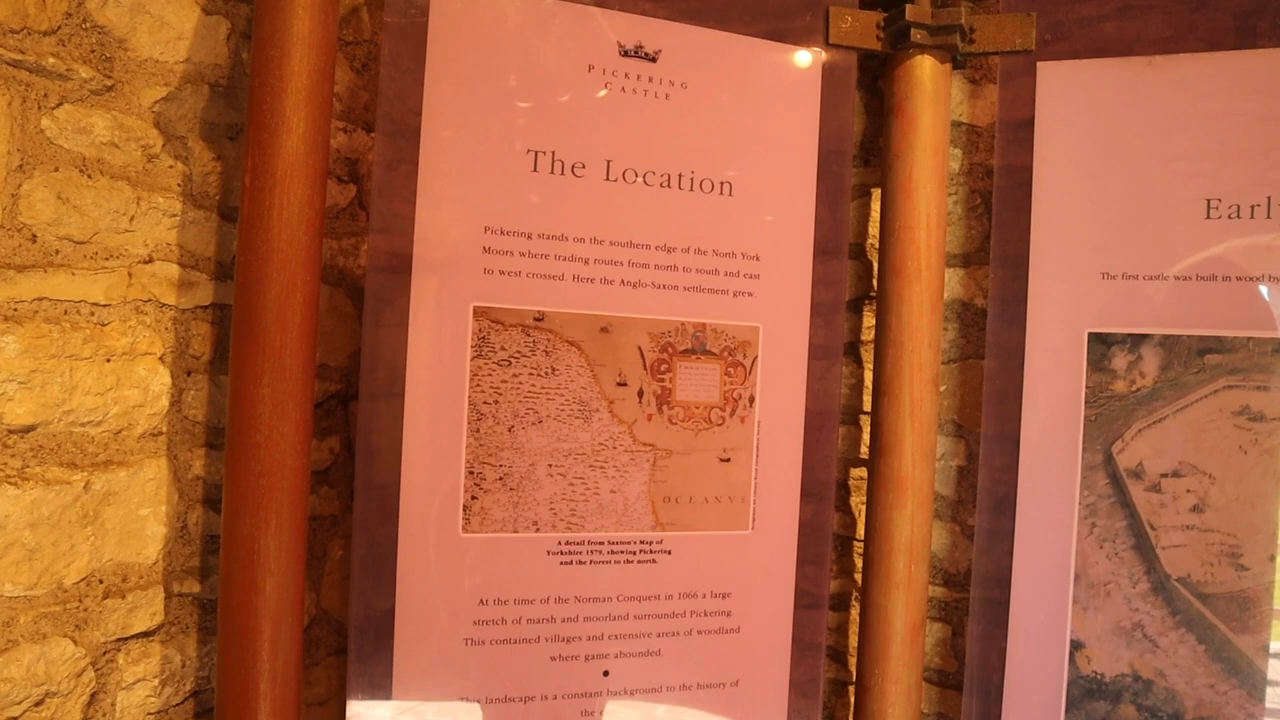 PICKERING
CASTLE
The Location
Pickering stands on the southern edge of the North York
Moors where trading routes from north to south and east
to west crossed. Here the Anglo-Saxon settlement grew.
OCEANVS
A detail from Saxton's Map of
Yorkshire 1579, showing Pickering
and the Forest to the north.
At the time of the Norman Conquest in 1066 a large
stretch of marsh and moorland surrounded Pickering.
This contained villages and extensive areas of woodland
where game abounded.
This landscape is a constant background to the history of
the
Earl
The first castle was built in wood by